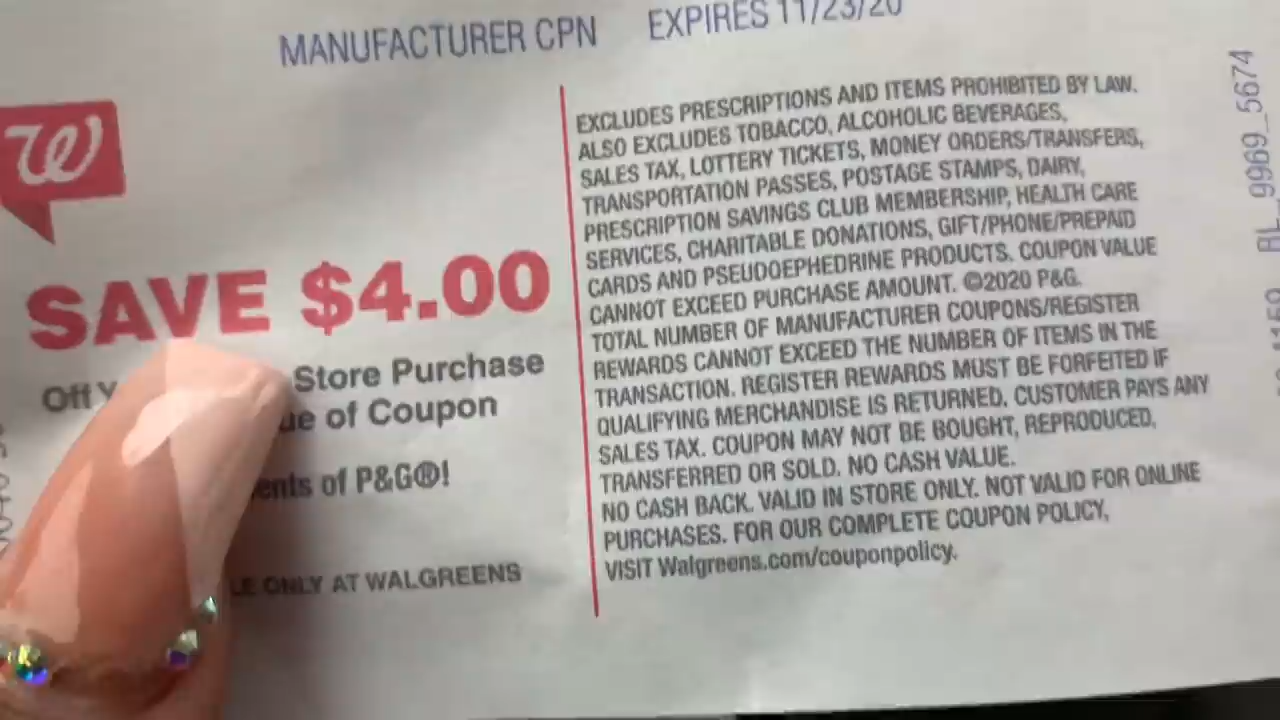 MANUFACTURER CPN EXPIRES 11/23/20
W
SAVE $4.00
Off Store Purchase
of Coupon
of P&G®!
ONLY AT WALGREENS
EXCLUDES PRESCRIPTIONS AND ITEMS PROHIBITED BY LAW.
ALSO EXCLUDES TOBACCO, ALCOHOLIC BEVERAGES,
SALES TAX, LOTTERY TICKETS, MONEY ORDERS/TRANSFERS,
TRANSPORTATION PASSES, POSTAGE STAMPS, DAIRY,
PRESCRIPTION SAVINGS CLUB MEMBERSHIP, HEALTH CARE
SERVICES, CHARITABLE DONATIONS, GIFT/PHONE/PREPAID
CARDS AND PSEUDOEPHEDRINE PRODUCTS. COUPON VALUE
CANNOT EXCEED PURCHASE AMOUNT. ©2020 P&G.
TOTAL NUMBER OF MANUFACTURER COUPONS/REGISTER
REWARDS CANNOT EXCEED THE NUMBER OF ITEMS IN THE
TRANSACTION. REGISTER REWARDS MUST BE FORFEITED IF
QUALIFYING MERCHANDISE IS RETURNED. CUSTOMER PAYS ANY
SALES TAX. COUPON MAY NOT BE BOUGHT, REPRODUCED,
TRANSFERRED OR SOLD. NO CASH VALUE.
NO CASH BACK. VALID IN STORE ONLY. NOT VALID FOR ONLINE
PURCHASES. FOR OUR COMPLETE COUPON POLICY,
VISIT Walgreens.com/couponpolicy.
9969_5674